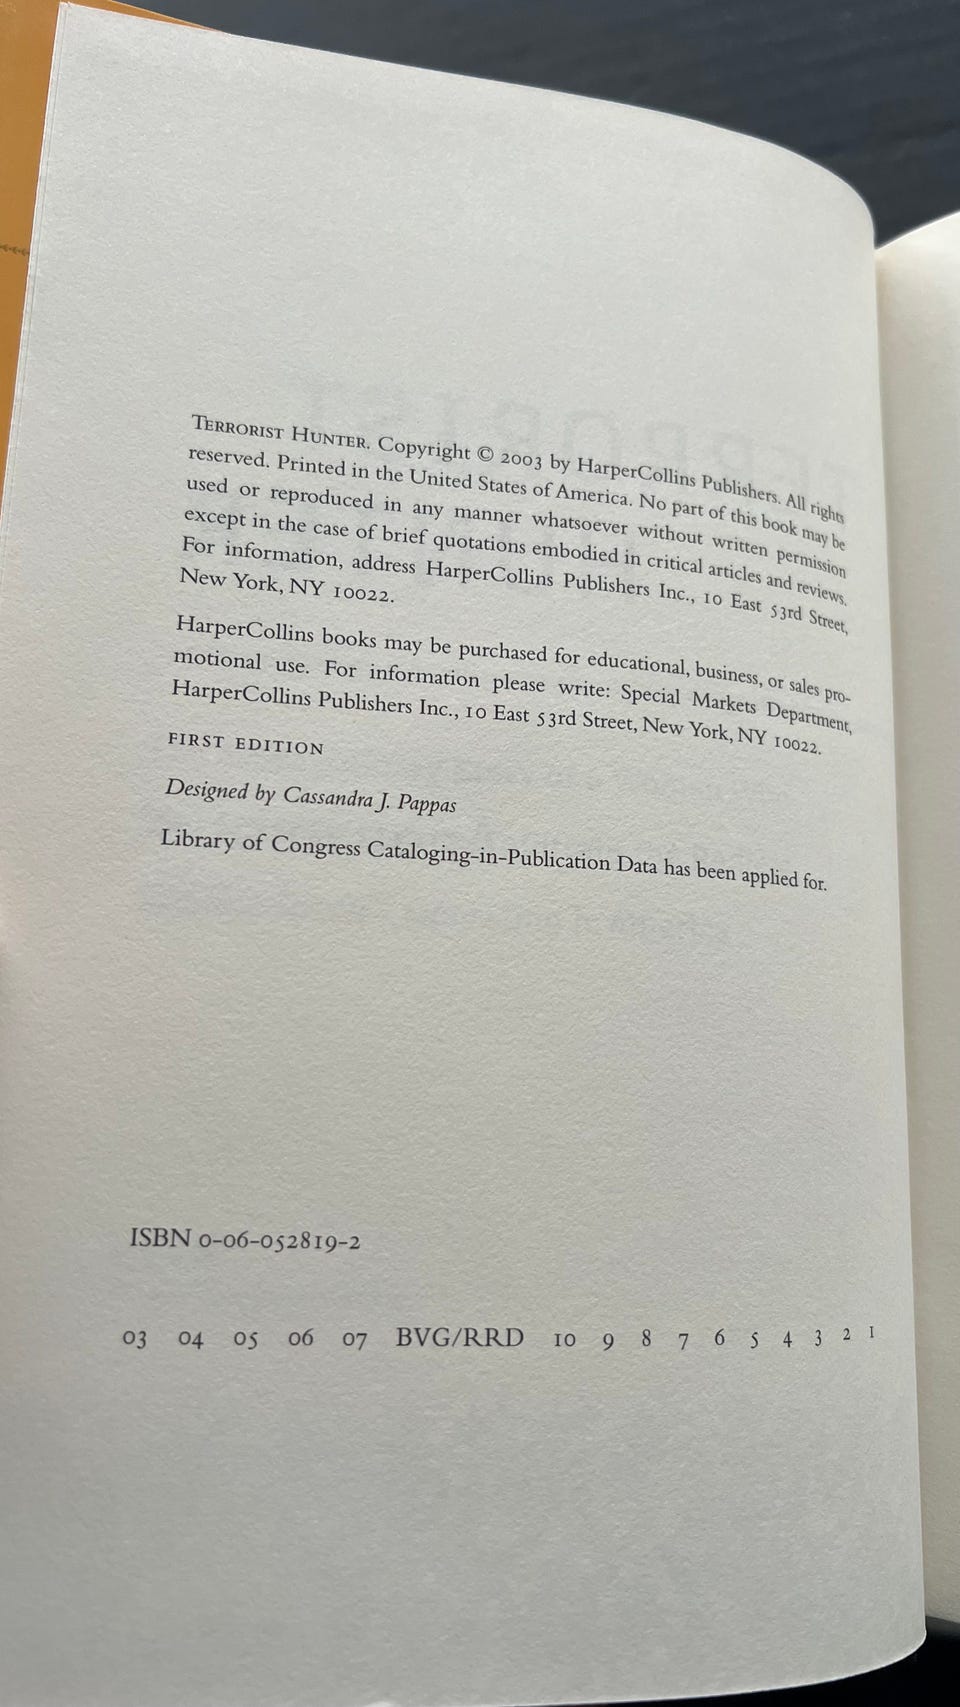 TERRORIST HUNTER. Copyright © 2003 by HarperCollins Publishers. All rights
reserved. Printed in the United States of America. No part of this book may be
used or reproduced in any manner whatsoever without written permission
except in the case of brief quotations embodied in critical articles and reviews.
For information, address HarperCollins Publishers Inc., 10 East 53rd Street,
New York, NY 10022.
HarperCollins books may be purchased for educational, business, or sales pro-
motional use. For information please write: Special Markets Department,
HarperCollins Publishers Inc., 10 East 53rd Street, New York, NY 10022.
FIRST EDITION
Designed by Cassandra J. Pappas
Library of Congress Cataloging-in-Publication Data has been applied for.
ISBN 0-06-052819-2
03 04 05 06 07 BVG/RRD 10 9 8 7 6 5 4 3 2 1